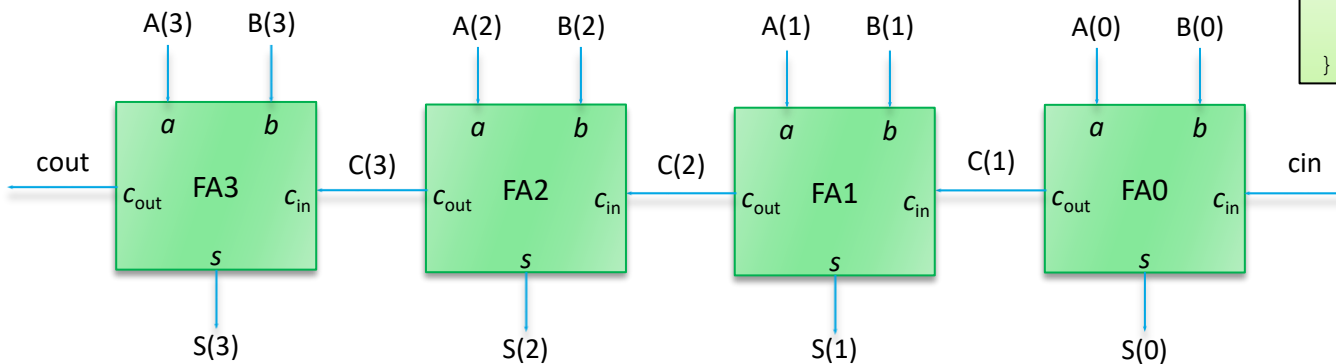 A(3) B(3) A(2) B(2) A(1) B(1) A(0) B(0)
}
a b a b a b a b
cout C(3) C(2) C(1) cin
cout FA3 cin cout FA2 cin cout FA1 cin cout FA0 cin
s s s s
S(3) S(2) S(1) S(0)